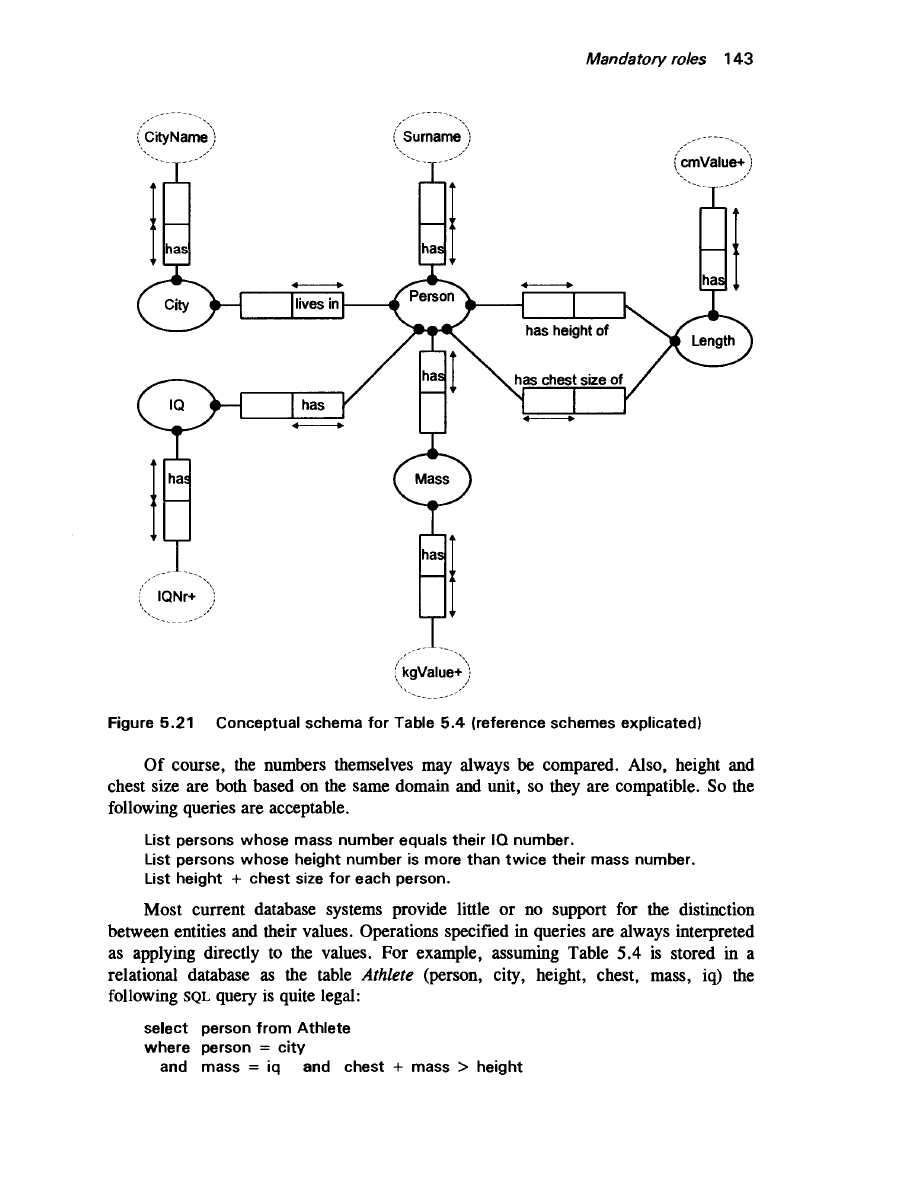 Mandatory roles 143
CityName
Surname
cmValue+
has
has
has
City
lives in
Person
has height of
Length
has
has chest size of
IQ
has
has
Mass
has
IQNr+
kgValue+
Figure 5.21 Conceptual schema for Table 5.4 (reference schemes explicated)
Of course, the numbers themselves may always be compared. Also, height and
chest size are both based on the same domain and unit, so they are compatible. So the
following queries are acceptable.
List persons whose mass number equals their IQ number.
List persons whose height number is more than twice their mass number.
List height + chest size for each person.
Most current database systems provide little or no support for the distinction
between entities and their values. Operations specified in queries are always interpreted
as applying directly to the values. For example, assuming Table 5.4 is stored in a
relational database as the table Athlete (person, city, height, chest, mass, iq) the
following SQL query is quite legal:
select person from Athlete
where person = city
and mass = iq and chest + mass > height